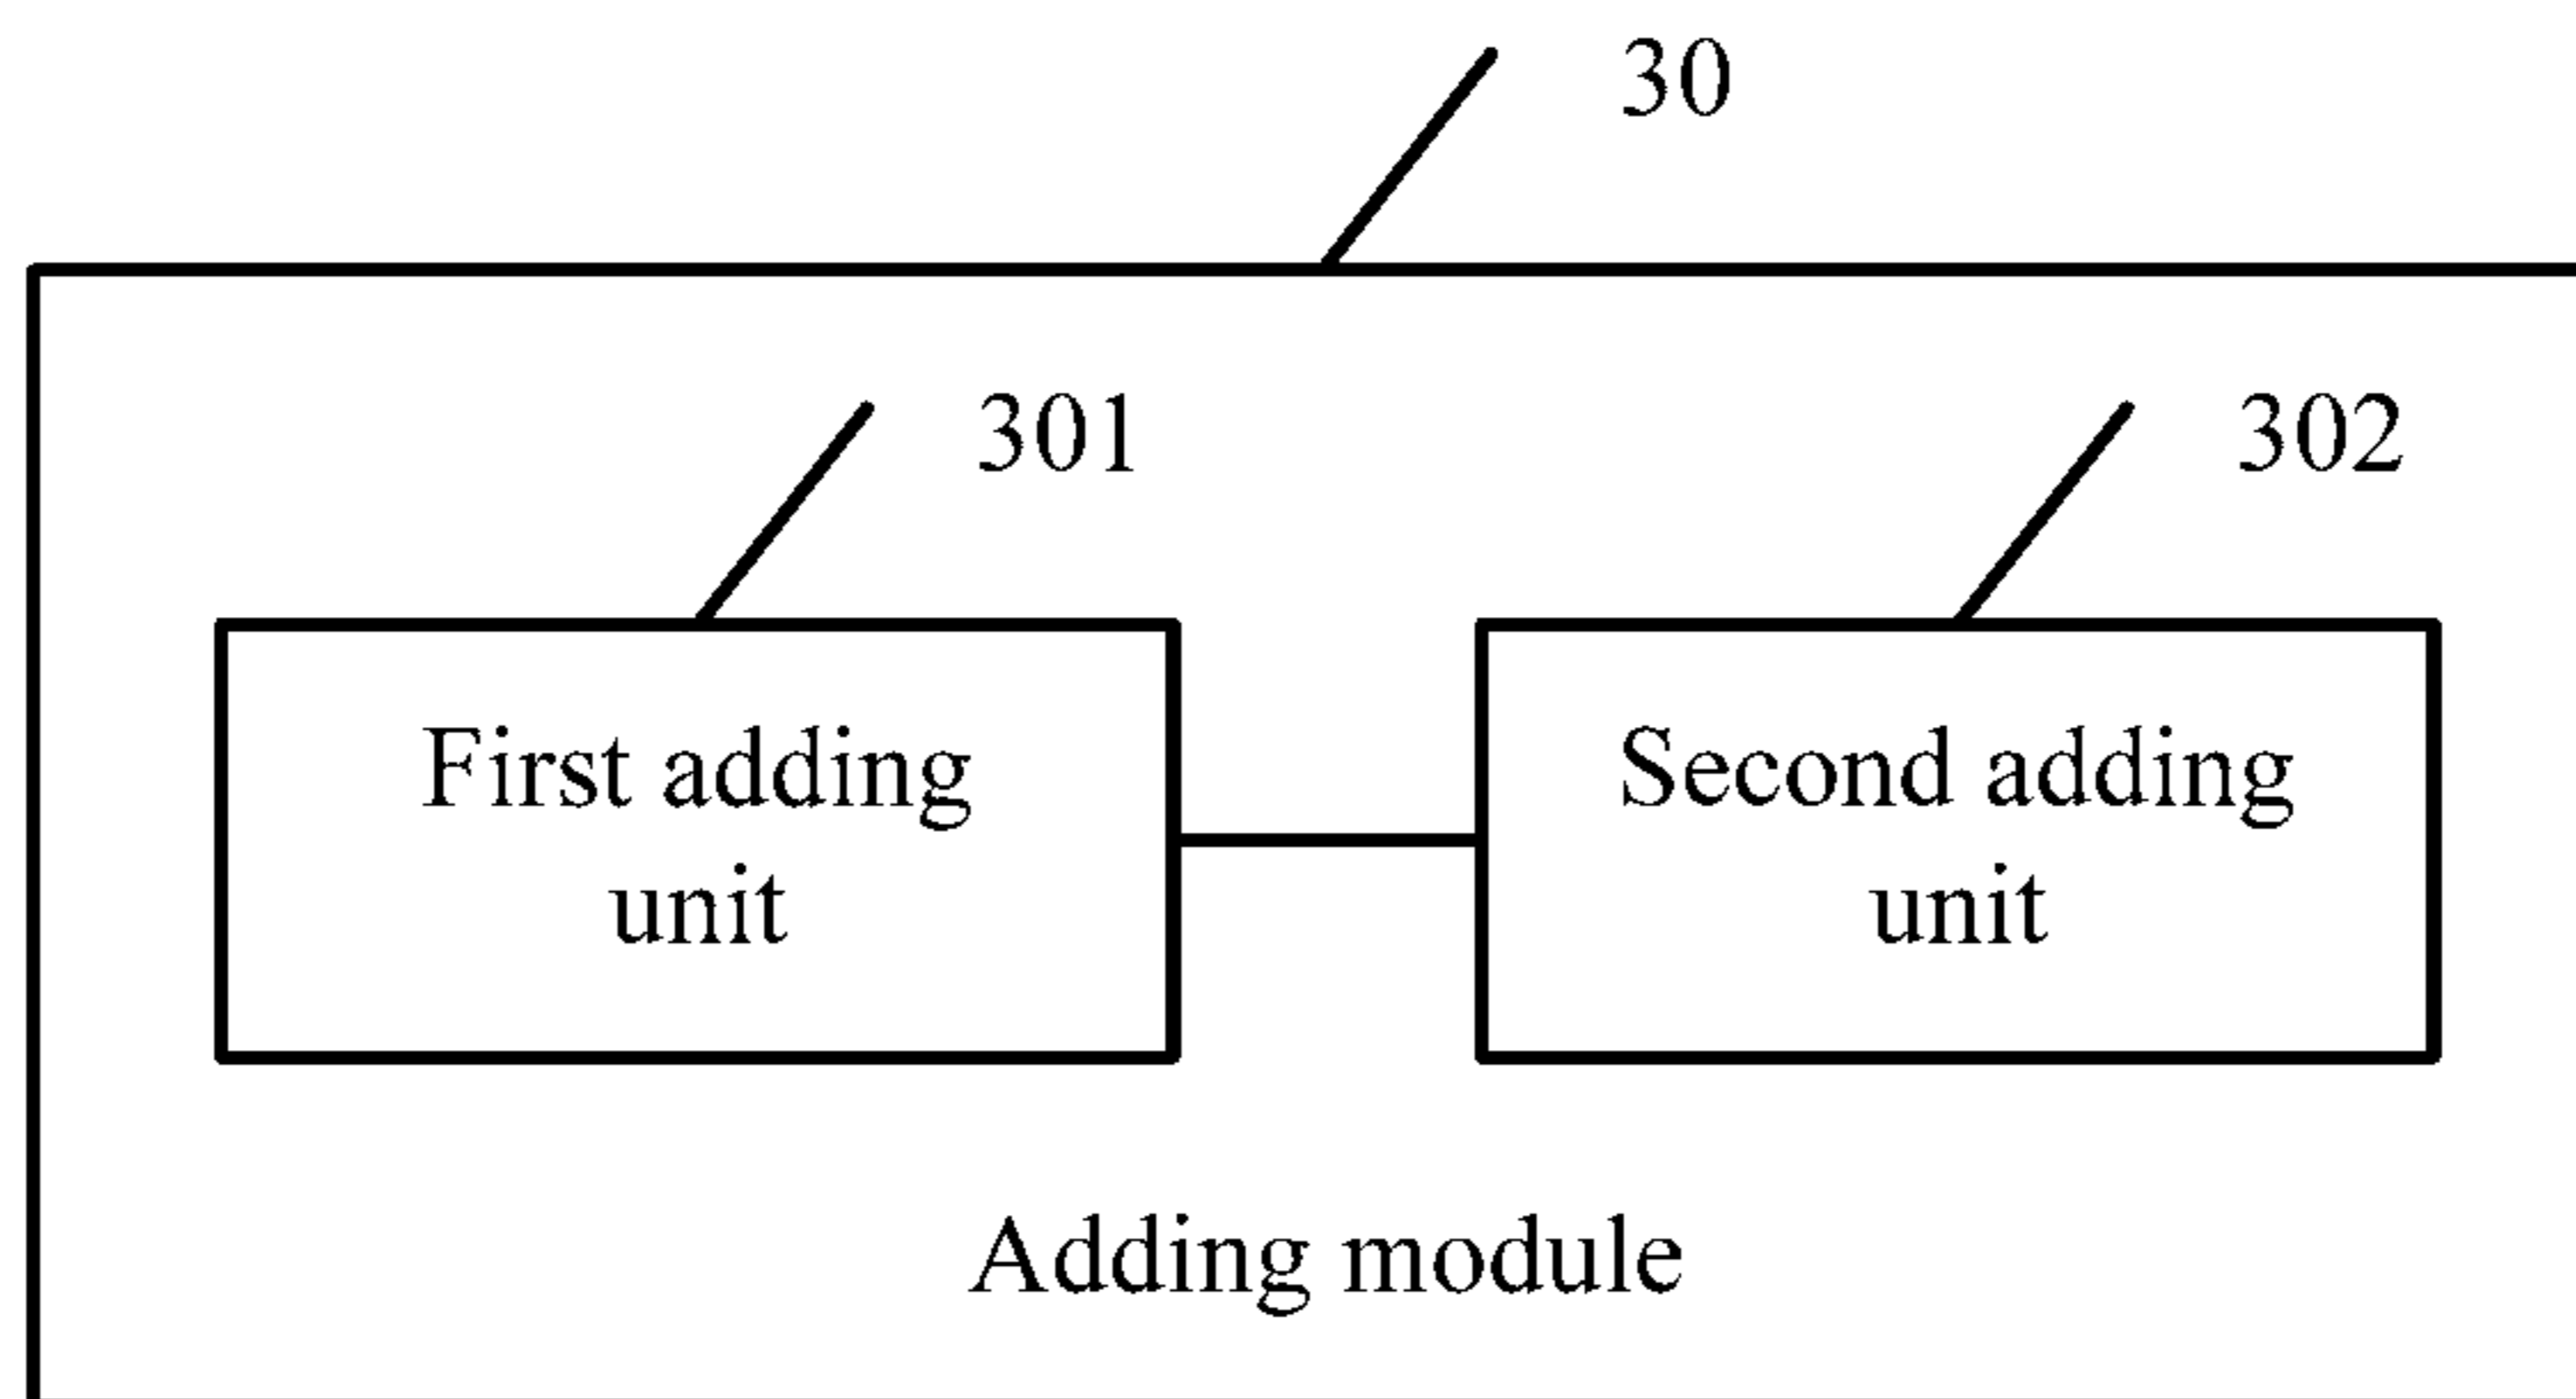 30
301
302
First adding
unit
Second adding
unit
Adding module